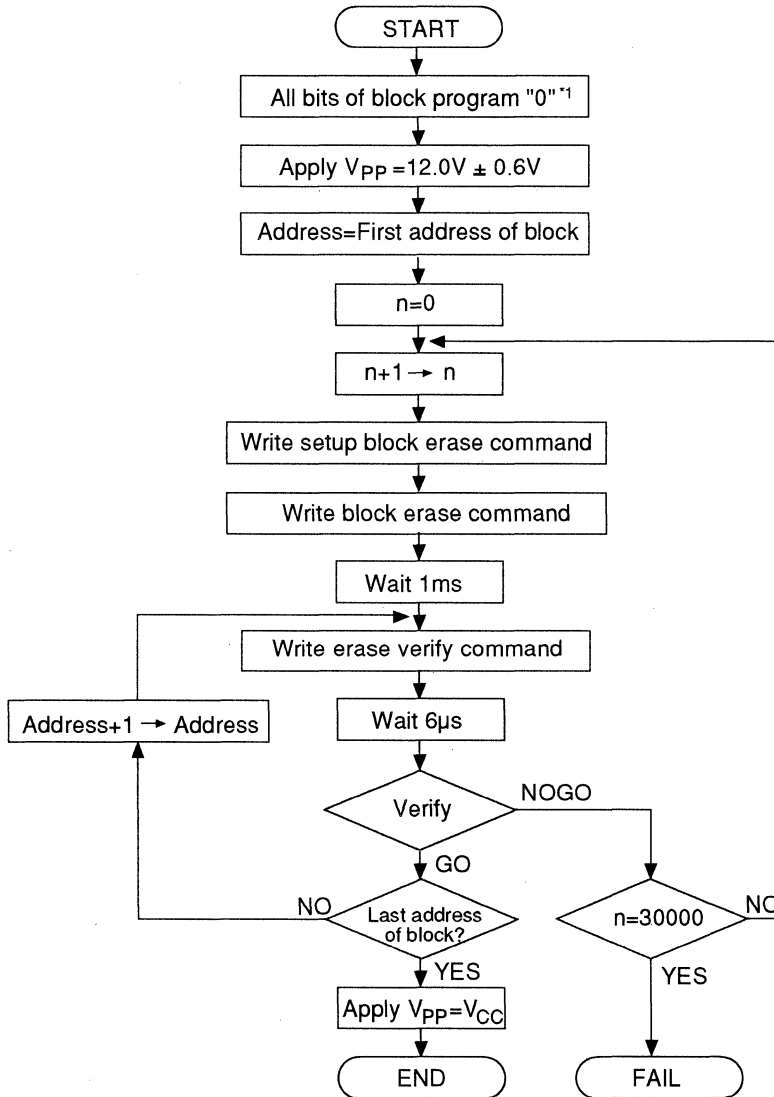 START
All bits of block program "0" *1
Apply VPP=12.0V ± 0.6V
Address=First address of block
n=0
n+1 → n
Write setup block erase command
Write block erase command
Wait 1ms
Write erase verify command
Address+1 → Address
Wait 6µs
Verify
NOGO
GO
NO
Last address
of block?
n=30000
NO
YES
YES
Apply VPP=VCC
END
FAIL